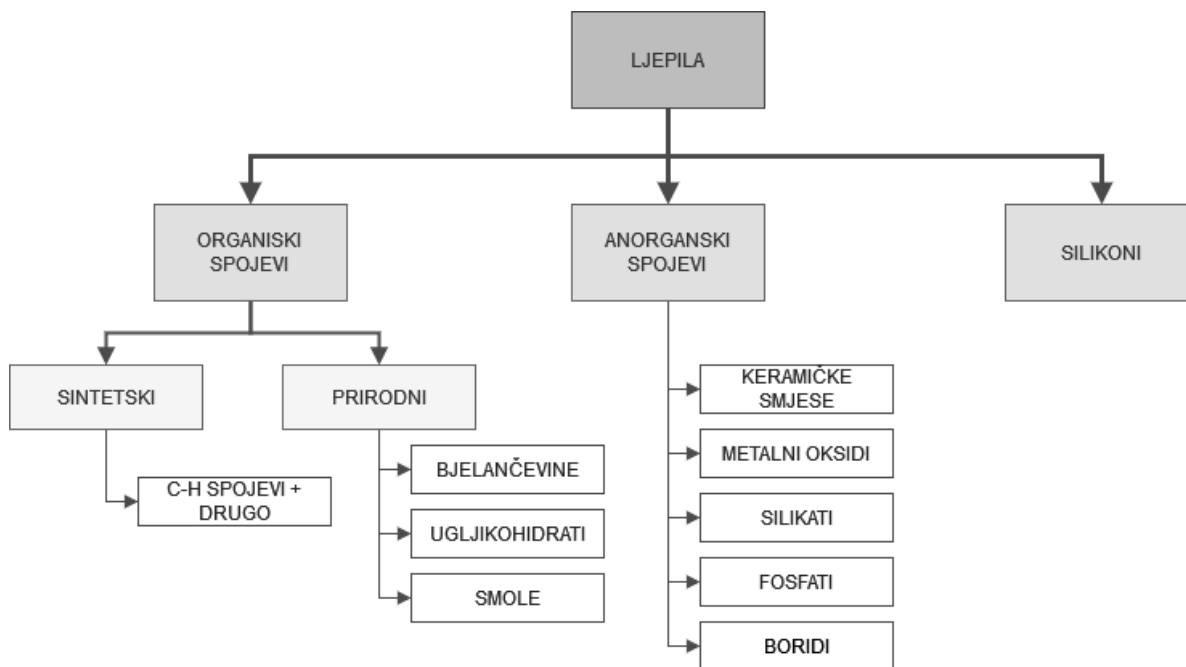 LJEPILA
ORGANISKI
SPOJEVI
ANORGANSKI
SPOJEVI
SILIKONI
SINTETSKI
PRIRODNI
C-H SPOJEVI +
DRUGO
BJELANČEVINE
UGLJIKOHIDRATI
SMOLE
KERAMIČKE
SMJESE
METALNI OKSIDI
SILIKATI
FOSFATI
BORIDI